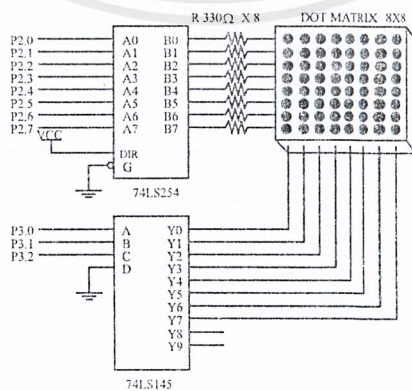 R 330Ω X 8
DOT MATRIX 8X8
P2.0 A0 B0
P2.1 A1 B1
P2.2 A2 B2
P2.3 A3 B3
P2.4 A4 B4
P2.5 A5 B5
P2.6 A6 B6
P2.7 A7 B7
VCC
DIR
G
74LS254
P3.0 A Y0
P3.1 B Y1
P3.2 C Y2
D Y3
Y4
Y5
Y6
Y7
Y8
Y9
74LS145